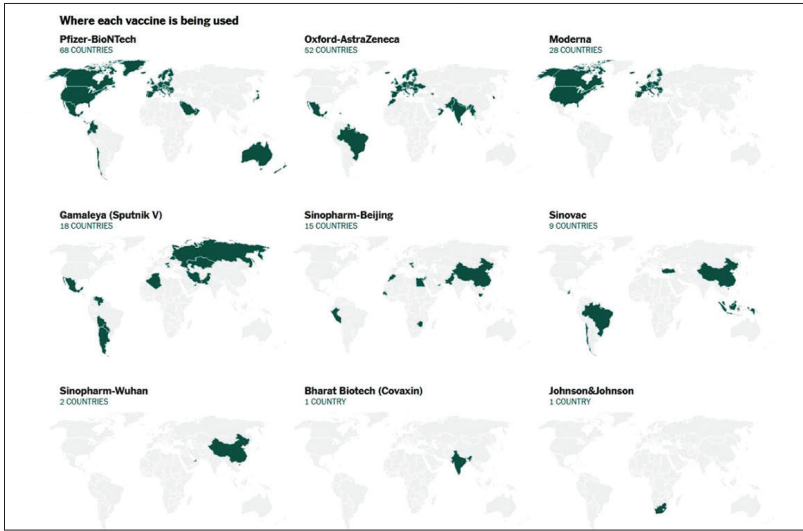 Where each vaccine is being used
Pfizer-BioNTech
68 COUNTRIES
Oxford-AstraZeneca
52 COUNTRIES
Moderna
28 COUNTRIES
Gamaleya (Sputnik V)
18 COUNTRIES
Sinopharm-Beijing
15 COUNTRIES
Sinovac
9 COUNTRIES
Sinopharm-Wuhan
2 COUNTRIES
Bharat Biotech (Covaxin)
1 COUNTRY
Johnson&Johnson
1 COUNTRY